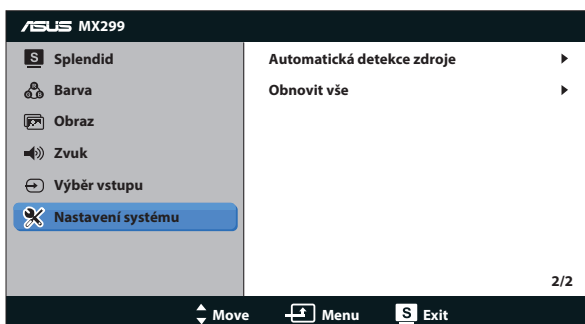 ASUS MX299
S Splendid
Barva
Obraz
Zvuk
Výběr vstupu
Nastavení systému
Automatická detekce zdroje
Obnovit vše
2/2
Move Menu S Exit